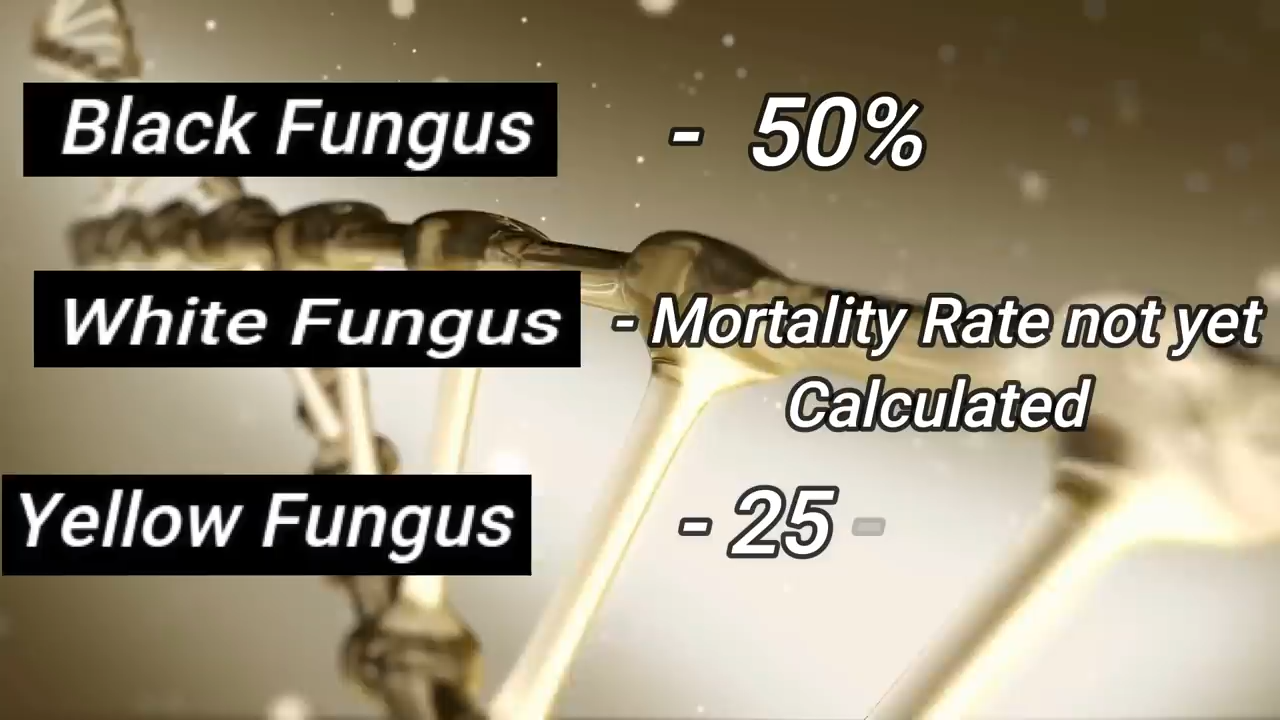 Black Fungus - 50%
White Fungus - Mortality Rate not yet
Calculated
Yellow Fungus - 25 -